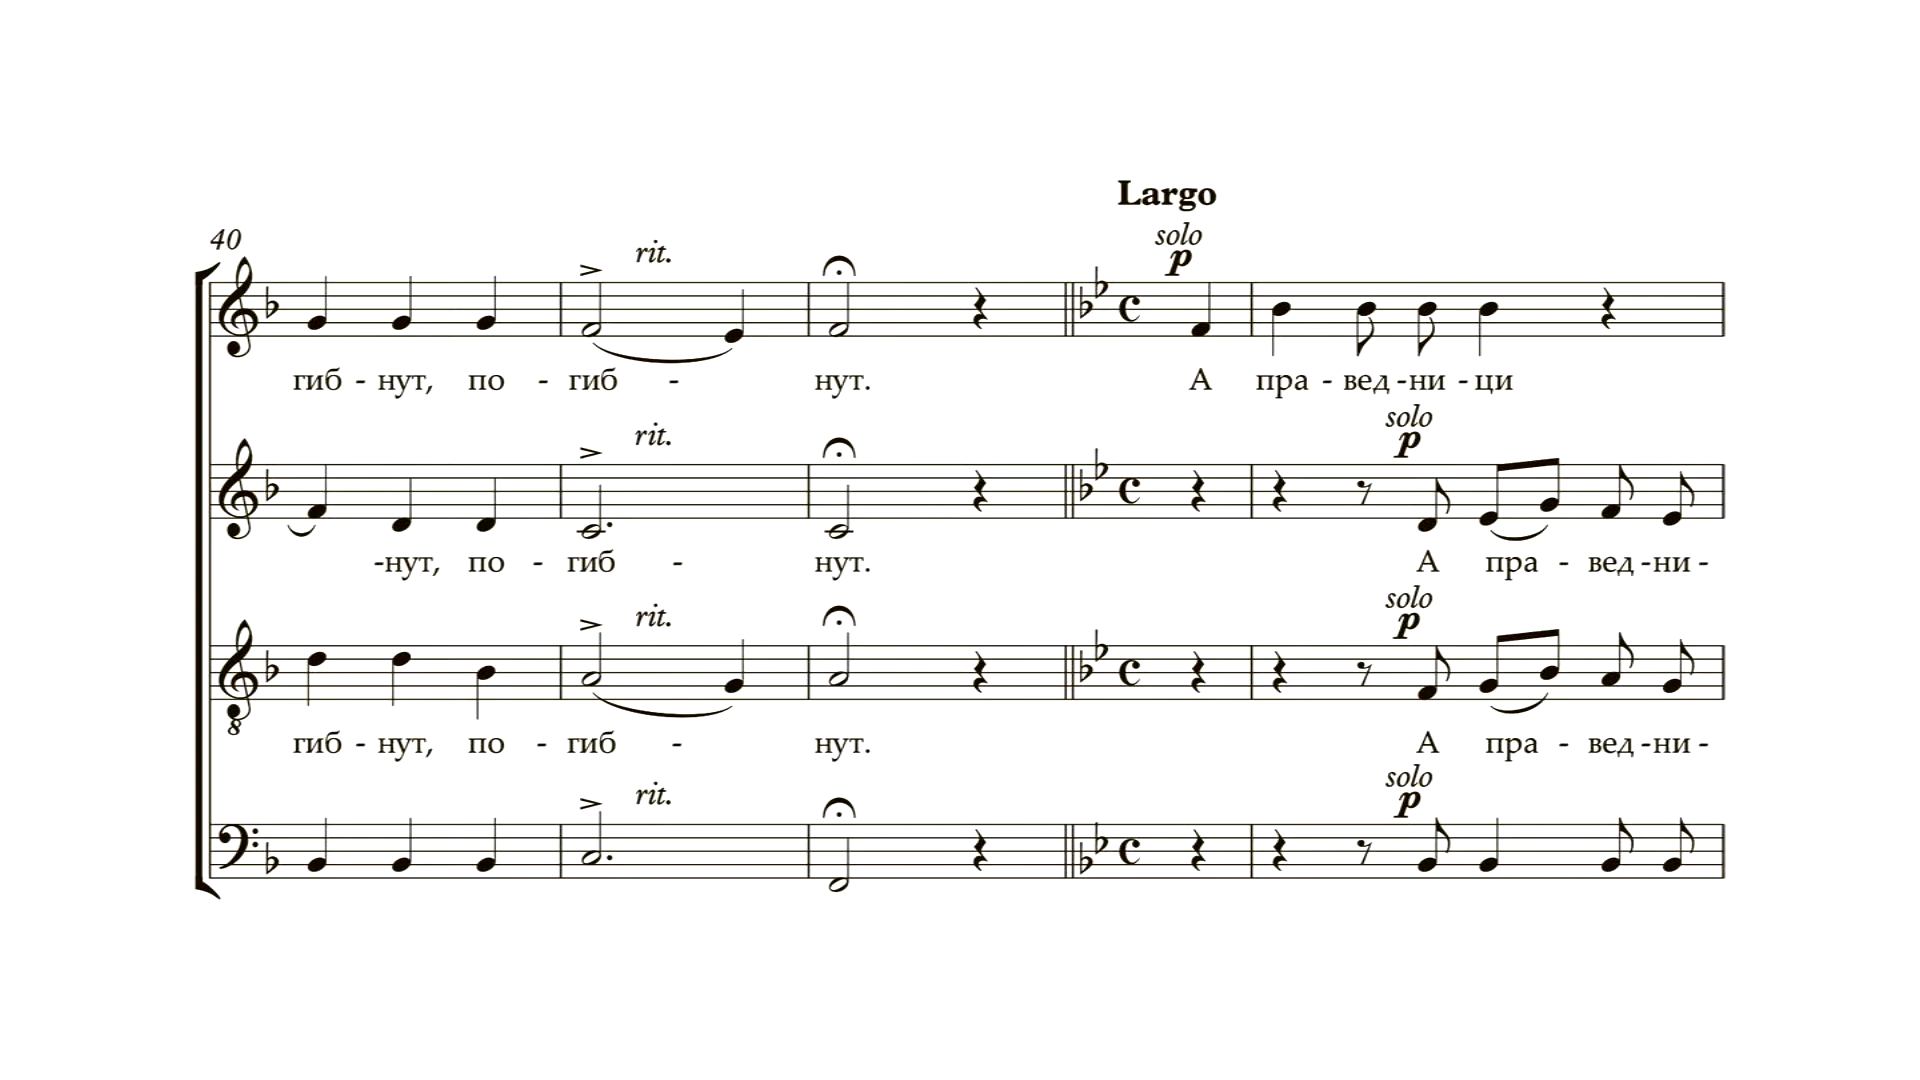 Largo
solo
p
40
rit.
гиб - нут, по - гиб - нут. А пра - вед - ни - ци
solo
p
rit.
-нут, по - гиб - нут. А пра - вед - ни -
solo
p
rit.
8
гиб - нут, по - гиб - нут. А пра - вед - ни -
solo
p
rit.